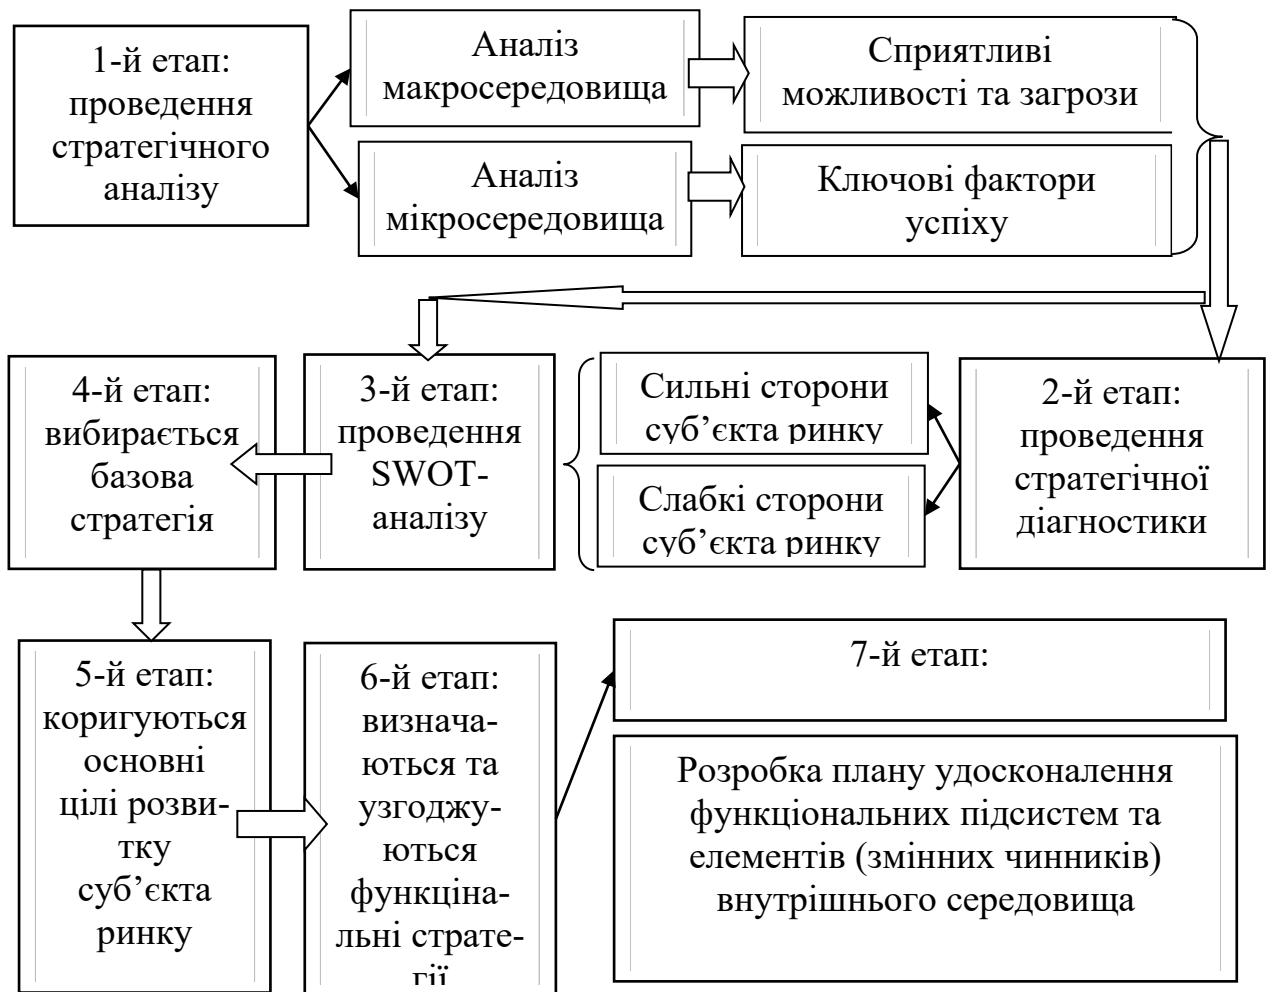 1-й етап:
проведення
стратегічного
аналізу
Аналіз
макросередовища
Сприятливі
можливості та загрози
Аналіз
мікросередовища
Ключові фактори
успіху
4-й етап:
вибирається
базова
стратегія
3-й етап:
проведення
SWOT-
аналізу
Сильні сторони
суб’єкта ринку
Слабкі сторони
суб’єкта ринку
2-й етап:
проведення
стратегічної
діагностики
5-й етап:
коригуються
основні
цілі розви-
тку
суб’єкта
ринку
6-й етап:
визнача-
ються та
узгоджу-
ються
функціна-
льні страте-
гії
7-й етап:
Розробка плану удосконалення
функціональних підсистем та
елементів (змінних чинників)
внутрішнього середовища